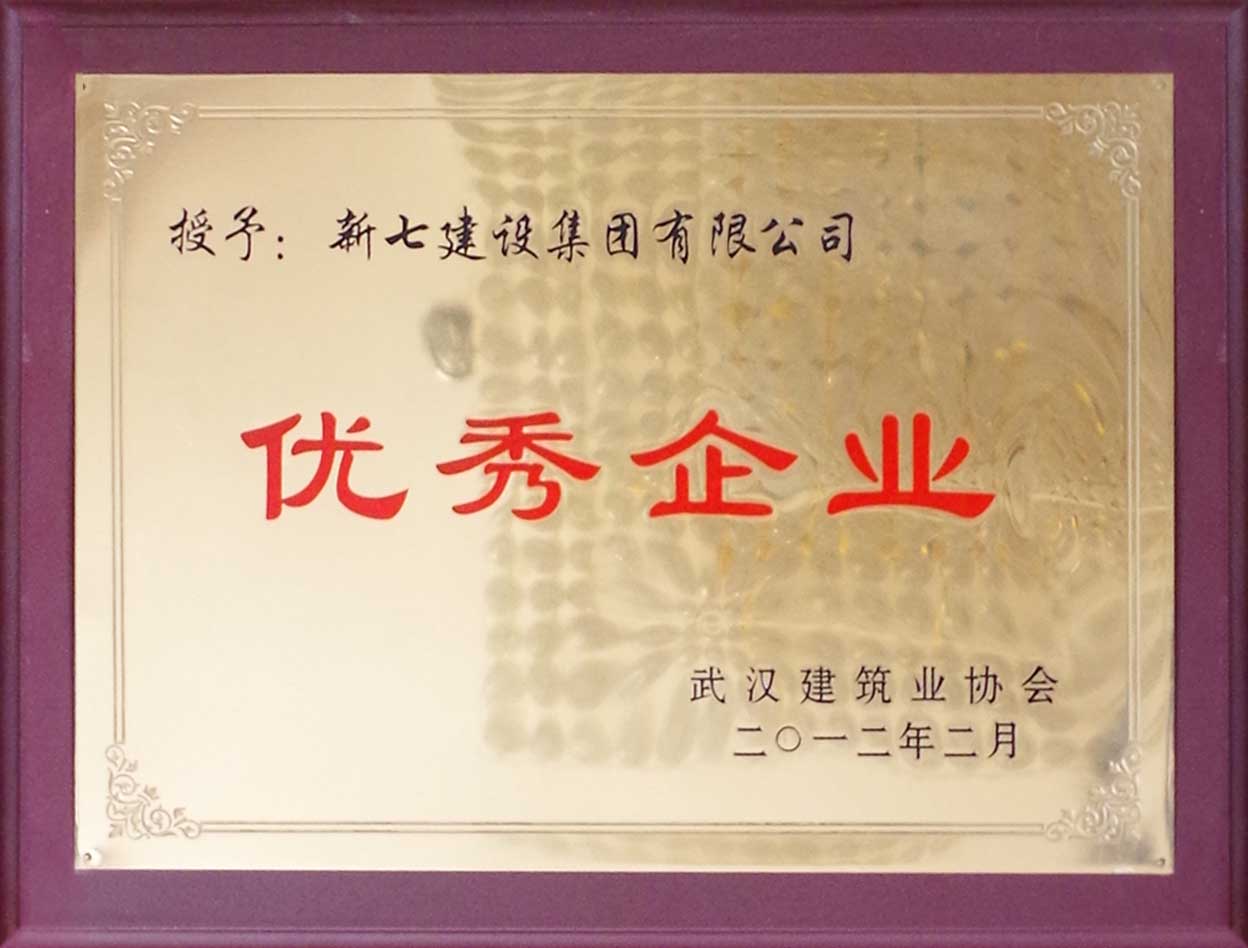 授予：新七建设集团有限公司
优秀企业
武汉建筑业协会
二〇一二年二月